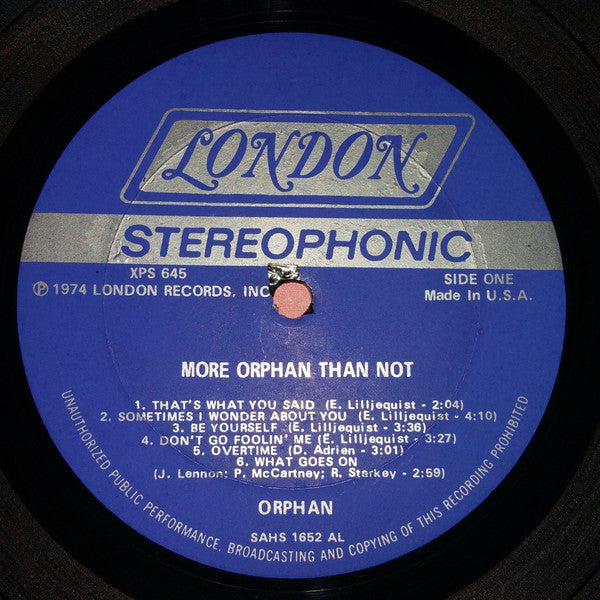 LONDON
STEREOPHONIC
XPS 645
SIDE ONE
℗ 1974 LONDON RECORDS, INC
Made in U.S.A.
MORE ORPHAN THAN NOT
1. THAT'S WHAT YOU SAID (E. Lilljequist - 2:04)
2. SOMETIMES I WONDER ABOUT YOU (E. Lilljequist - 4:10)
3. BE YOURSELF (E. Lilljequist - 3:36)
4. DON'T GO FOOLIN' ME (E. Lilljequist - 3:27)
5. OVERTIME (D. Adrien - 3:01)
6. WHAT GOES ON
(J. Lennon; P. McCartney; R. Starkey - 2:59)
ORPHAN
SAHS 1652 AL
UNAUTHORIZED PUBLIC PERFORMANCE, BROADCASTING AND COPYING OF THIS RECORDING PROHIBITED